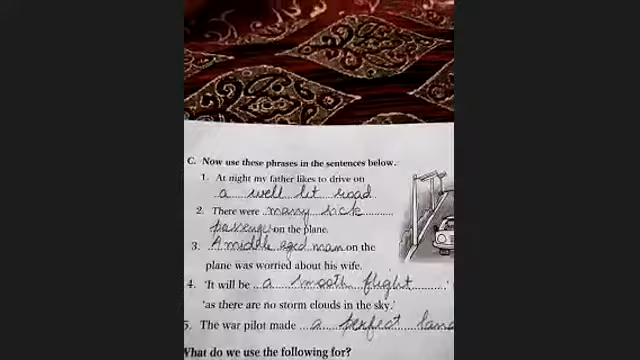 C. Now use these phrases in the sentences below.
1. At night my father likes to drive on
a well lit road
2. There were many sick
passenge on the plane.
3. A middle aged man on the
plane was worried about his wife.
4. 'It will be a smooth flight.'
'as there are no storm clouds in the sky.'
5. The war pilot made a perfect land
What do we use the following for?